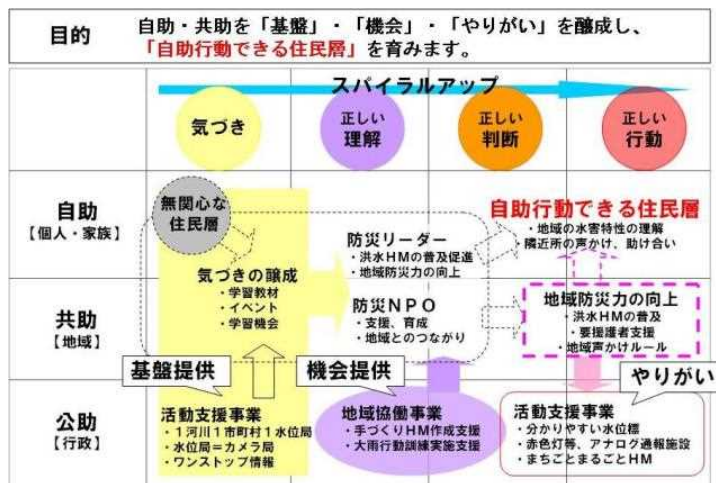 目的
自助・共助を「基盤」・「機会」・「やりがい」を醸成し、
「自助行動できる住民層」を育みます。
スパイラルアップ
気づき
正しい
理解
正しい
判断
正しい
行動
自助
【個人・家族】
無関心な
住民層
気づきの醸成
・学習教材
・イベント
・学習機会
防災リーダー
・洪水HMの普及促進
・地域防災力の向上
自助行動できる住民層
・地域の水害特性の理解
・隣近所の声かけ、助け合い
共助
【地域】
防災NPO
・支援、育成
・地域とのつながり
地域防災力の向上
・洪水HMの普及
・要援護者支援
・地域声かけルール
基盤提供
機会提供
やりがい
公助
【行政】
活動支援事業
・1河川1市町村1水位局
・水位局=カメラ局
・ワンストップ情報
地域協働事業
・手づくりHM作成支援
・大雨行動訓練実施支援
活動支援事業
・分かりやすい水位標
・赤色灯等、アナログ通報施設
・まちごとまるごとHM